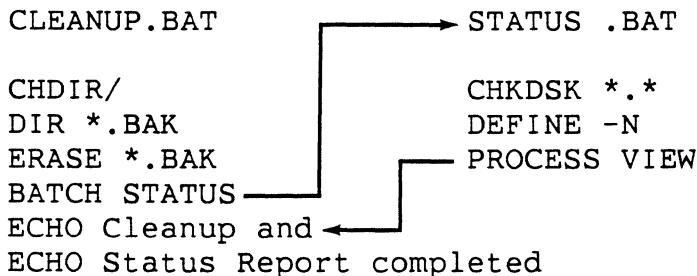 CLEANUP.BAT
CHDIR/
DIR *.BAK
ERASE *.BAK
BATCH STATUS
ECHO Cleanup and
ECHO Status Report completed
STATUS .BAT
CHKDSK *.*
DEFINE -N
PROCESS VIEW